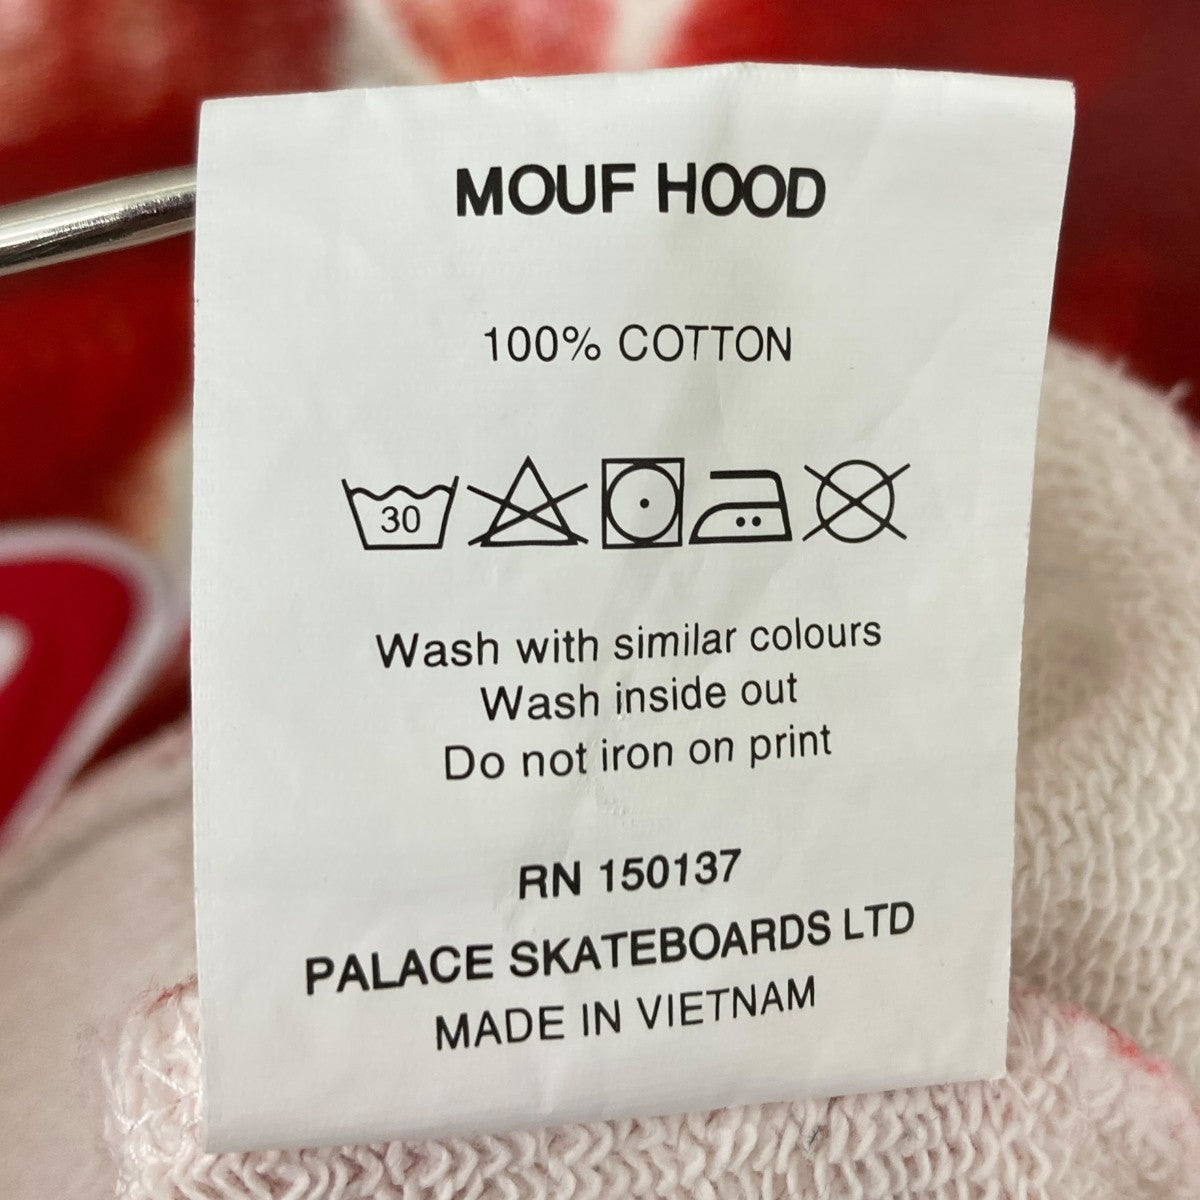 MOUF HOOD
100% COTTON
30
Wash with similar colours
Wash inside out
Do not iron on print
RN 150137
PALACE SKATEBOARDS LTD
MADE IN VIETNAM